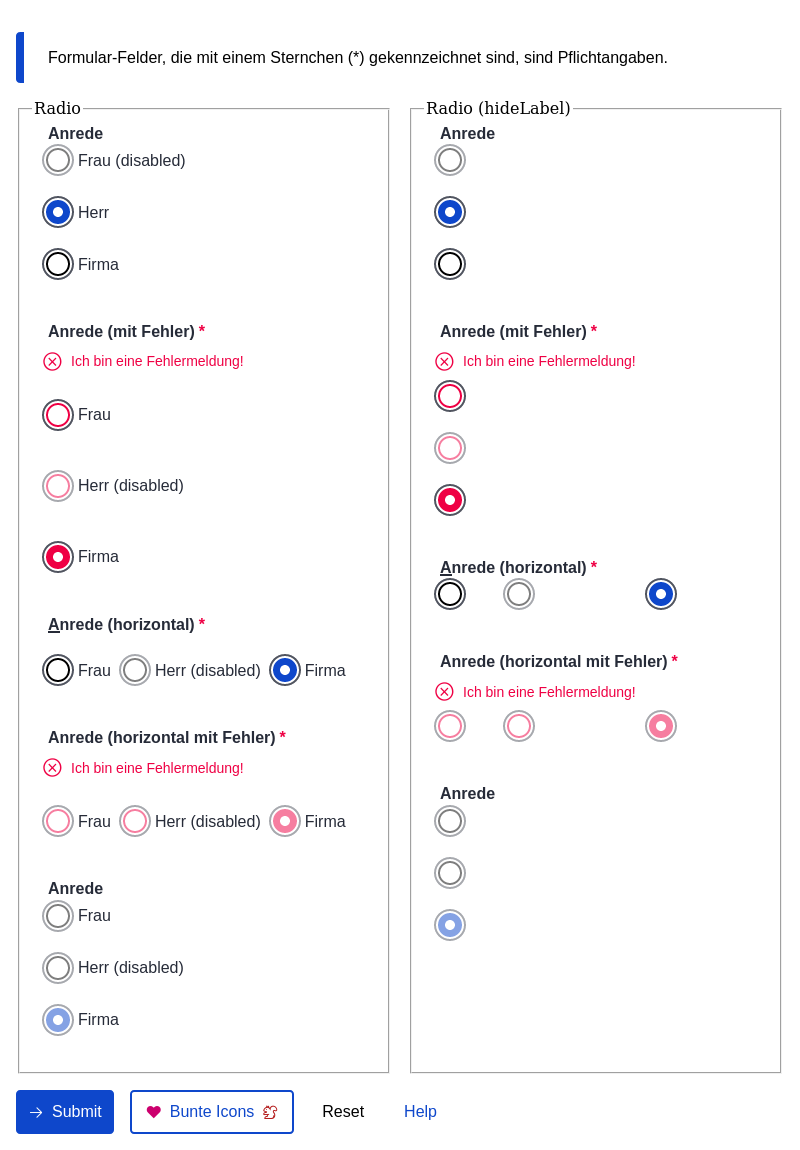 Formular-Felder, die mit einem Sternchen (*) gekennzeichnet sind, sind Pflichtangaben.
Radio
Anrede
Frau (disabled)
Herr
Firma
Anrede (mit Fehler) *
Ich bin eine Fehlermeldung!
Frau
Herr (disabled)
Firma
Anrede (horizontal) *
Frau Herr (disabled) Firma
Anrede (horizontal mit Fehler) *
Ich bin eine Fehlermeldung!
Frau Herr (disabled) Firma
Anrede
Frau
Herr (disabled)
Firma
Radio (hideLabel)
Anrede
Anrede (mit Fehler) *
Ich bin eine Fehlermeldung!
Anrede (horizontal) *
Anrede (horizontal mit Fehler) *
Ich bin eine Fehlermeldung!
Anrede
Submit Bunte Icons Reset Help